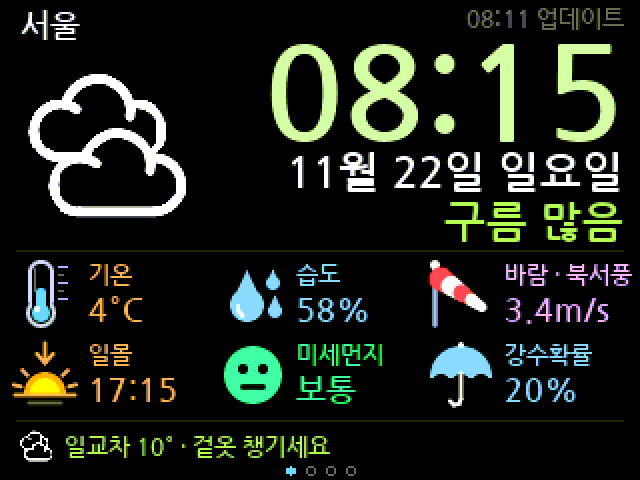 서울
08:11 업데이트
08:15
11월 22일 일요일
구름 많음
기온
4°C
습도
58%
바람 · 북서풍
3.4m/s
일몰
17:15
미세먼지
보통
강수확률
20%
일교차 10° · 겉옷 챙기세요